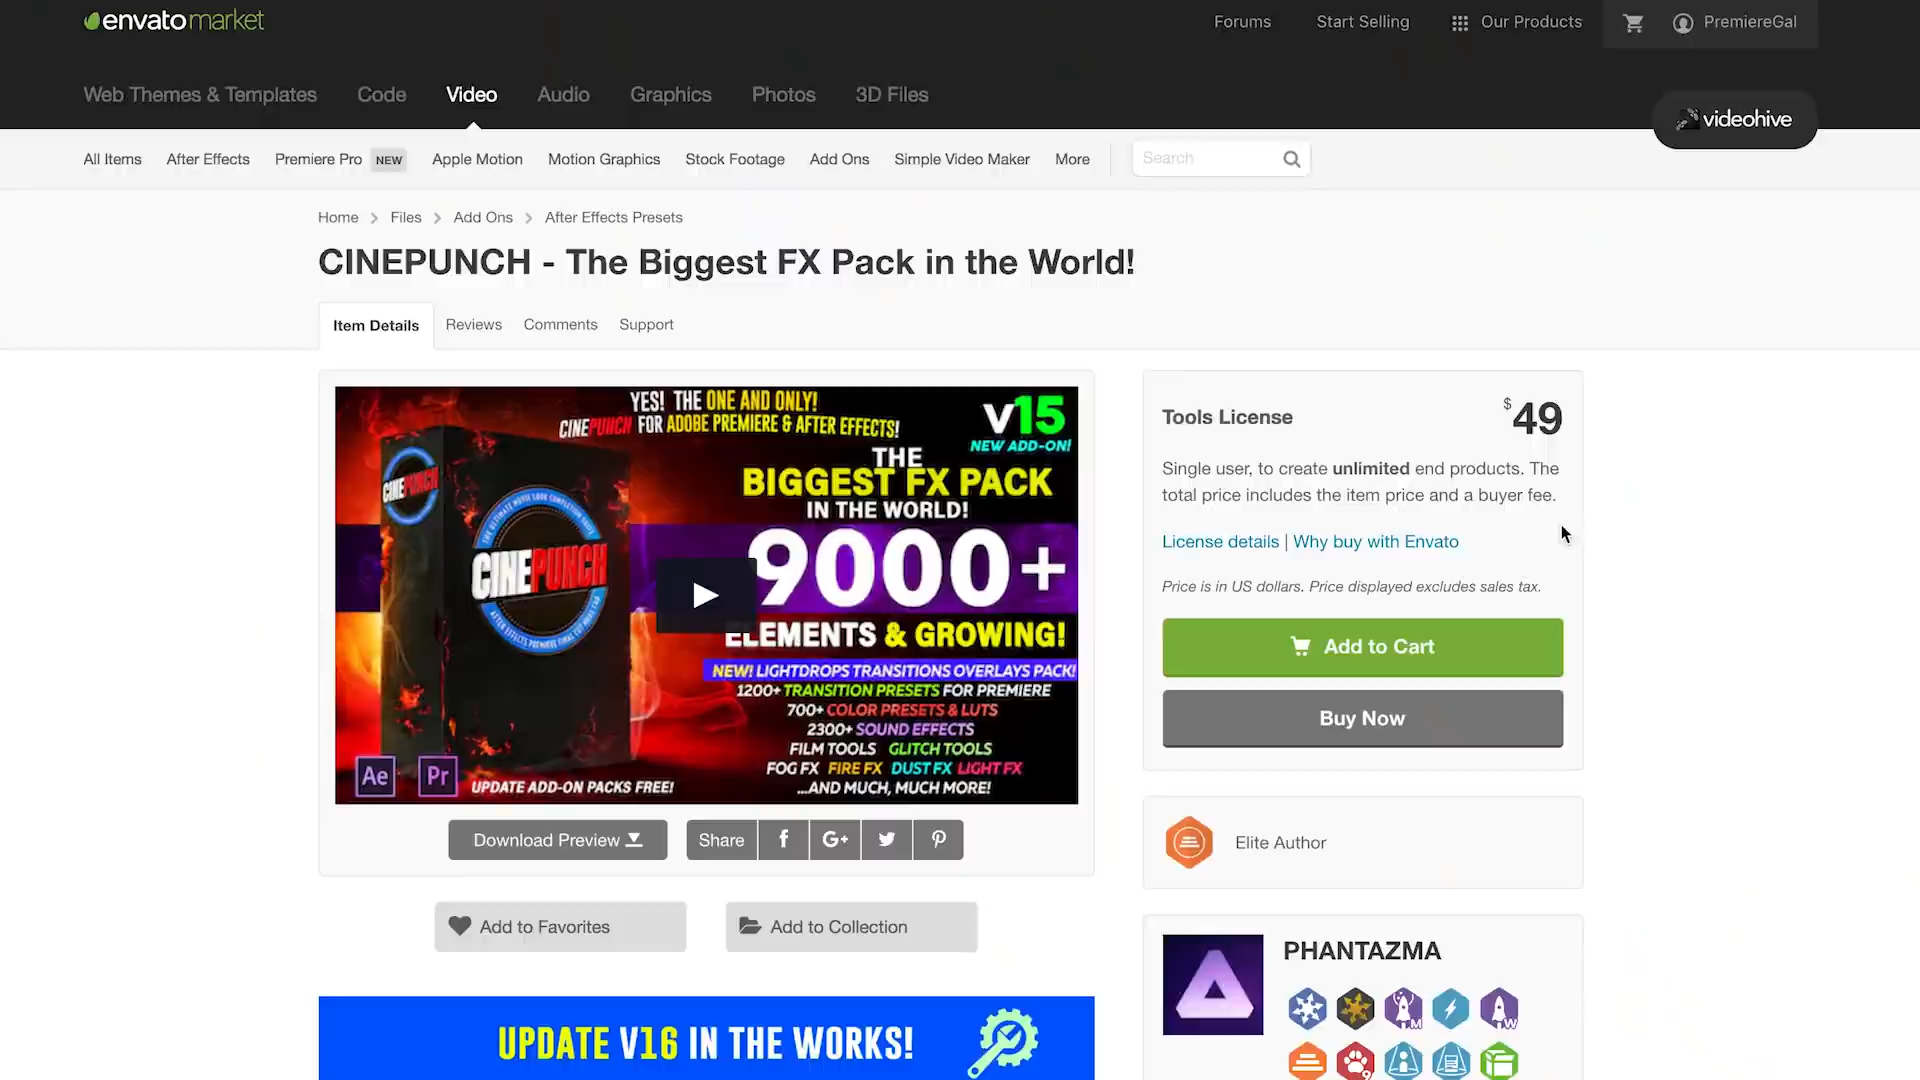 envatomarket
Forums
Start Selling
Our Products
PremiereGal
Web Themes & Templates
Code
Video
Audio
Graphics
Photos
3D Files
videohive
All Items
After Effects
Premiere Pro NEW
Apple Motion
Motion Graphics
Stock Footage
Add Ons
Simple Video Maker
More
Search
Home
Files
Add Ons
After Effects Presets
CINEPUNCH - The Biggest FX Pack in the World!
Item Details
Reviews
Comments
Support
YES! THE ONE AND ONLY!
CINEPUNCH FOR ADOBE PREMIERE & AFTER EFFECTS!
v15
NEW ADD-ON!
THE
BIGGEST FX PACK
IN THE WORLD!
9000+
ELEMENTS & GROWING!
NEW! LIGHTDROPS TRANSITIONS OVERLAYS PACK!
1200+ TRANSITION PRESETS FOR PREMIERE
700+ COLOR PRESETS & LUTS
2300+ SOUND EFFECTS
FILM TOOLS GLITCH TOOLS
FOG FX FIRE FX DUST FX LIGHT FX
...AND MUCH, MUCH MORE!
CINEPUNCH
CINEPUNCH
Ae
Pr
UPDATE ADD-ON PACKS FREE!
Download Preview
Share
f
G+
Add to Favorites
Add to Collection
UPDATE V16 IN THE WORKS!
Tools License
$49
Single user, to create unlimited end products. The
total price includes the item price and a buyer fee.
License details | Why buy with Envato
Price is in US dollars. Price displayed excludes sales tax.
Add to Cart
Buy Now
Elite Author
PHANTAZMA
M
W
9